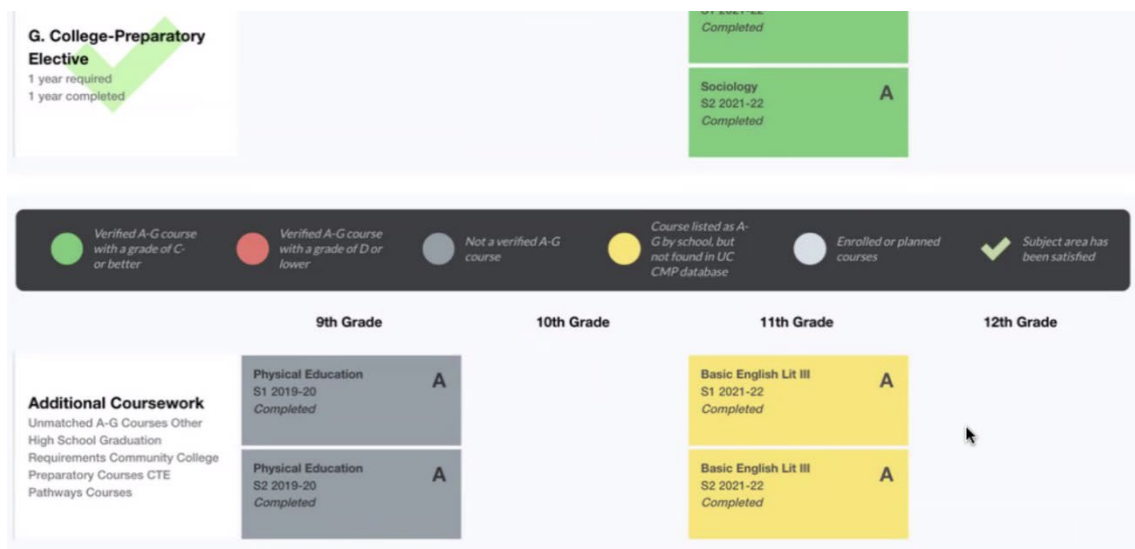 G. College-Preparatory
Elective
1 year required
1 year completed
S1 2021-22
Completed
Sociology
A
S2 2021-22
Completed
Verified A-G course
with a grade of C-
or better
Verified A-G course
with a grade of D or
lower
Not a verified A-G
course
Course listed as A-
G by school, but
not found in UC
CMP database
Enrolled or planned
courses
Subject area has
been satisfied
9th Grade
10th Grade
11th Grade
12th Grade
Additional Coursework
Unmatched A-G Courses Other
High School Graduation
Requirements Community College
Preparatory Courses CTE
Pathways Courses
Physical Education
A
S1 2019-20
Completed
Physical Education
A
S2 2019-20
Completed
Basic English Lit III
A
S1 2021-22
Completed
Basic English Lit III
A
S2 2021-22
Completed